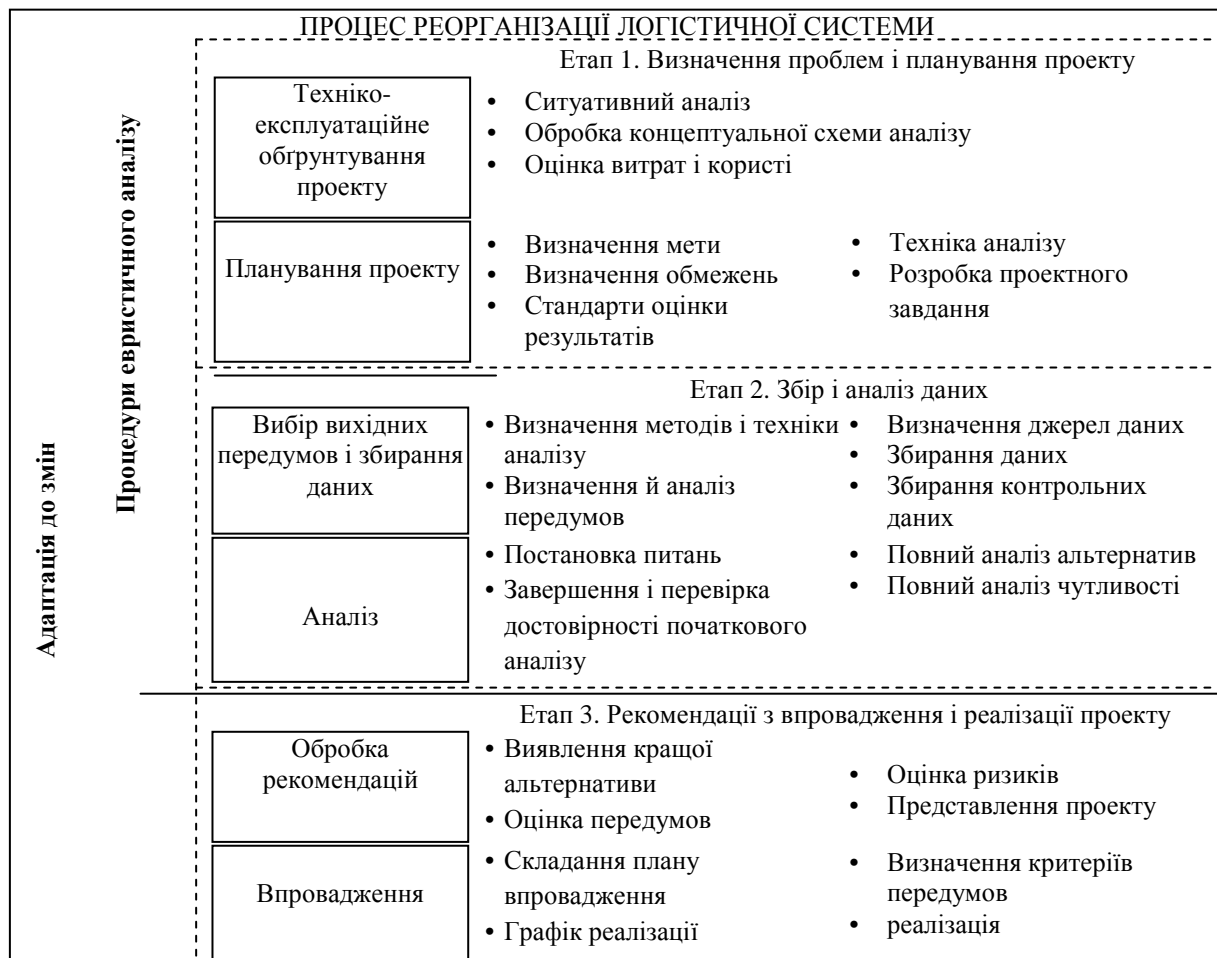 ПРОЦЕС РЕОРГАНІЗАЦІЇ ЛОГІСТИЧНОЇ СИСТЕМИ
Адаптація до змін
Процедури евристичного аналізу
Етап 1. Визначення проблем і планування проекту
Техніко-
експлуатаційне
обґрунтування
проекту
• Ситуативний аналіз
• Обробка концептуальної схеми аналізу
• Оцінка витрат і користі
Планування проекту
• Визначення мети
• Визначення обмежень
• Стандарти оцінки
результатів
• Техніка аналізу
• Розробка проектного
завдання
Етап 2. Збір і аналіз даних
Вибір вихідних
передумов і збирання
даних
• Визначення методів і техніки
аналізу
• Визначення й аналіз
передумов
• Визначення джерел даних
• Збирання даних
• Збирання контрольних
даних
Аналіз
• Постановка питань
• Завершення і перевірка
достовірності початкового
аналізу
• Повний аналіз альтернатив
• Повний аналіз чутливості
Етап 3. Рекомендації з впровадження і реалізації проекту
Обробка
рекомендацій
• Виявлення кращої
альтернативи
• Оцінка передумов
• Оцінка ризиків
• Представлення проекту
Впровадження
• Складання плану
впровадження
• Графік реалізації
• Визначення критеріїв
передумов
• реалізація